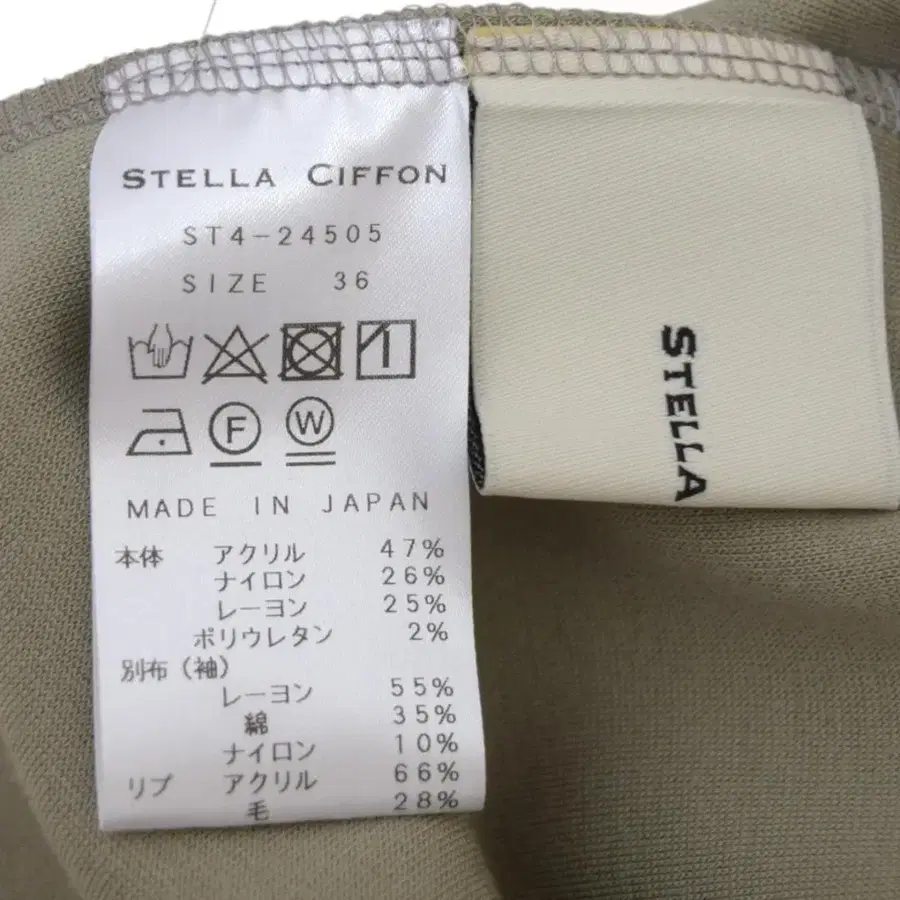 STELLA CIFFON
ST4-24505
SIZE 36
F W
MADE IN JAPAN
本体 アクリル 47%
ナイロン 26%
レーヨン 25%
ポリウレタン 2%
別布(袖)
レーヨン 55%
綿 35%
ナイロン 10%
リブ アクリル 66%
毛 28%
STELLA